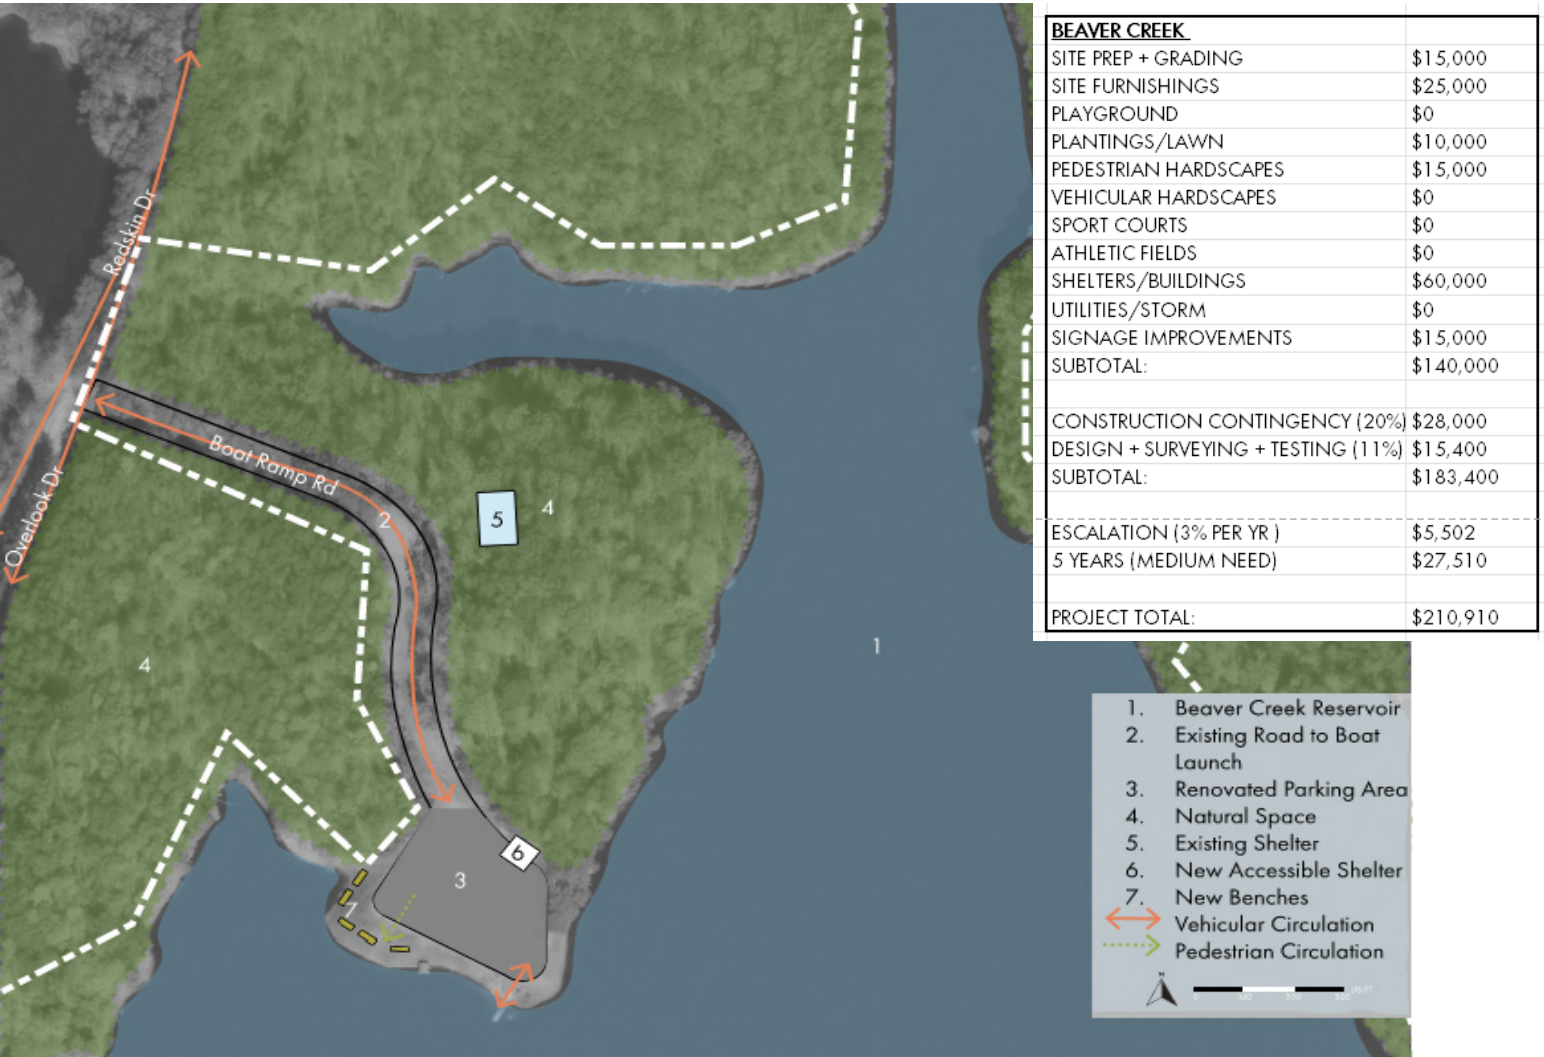 BEAVER CREEK
SITE PREP + GRADING $15,000
SITE FURNISHINGS $25,000
PLAYGROUND $0
PLANTINGS/LAWN $10,000
PEDESTRIAN HARDSCAPES $15,000
VEHICULAR HARDSCAPES $0
SPORT COURTS $0
ATHLETIC FIELDS $0
SHELTERS/BUILDINGS $60,000
UTILITIES/STORM $0
SIGNAGE IMPROVEMENTS $15,000
SUBTOTAL: $140,000
CONSTRUCTION CONTINGENCY (20%) $28,000
DESIGN + SURVEYING + TESTING (11%) $15,400
SUBTOTAL: $183,400
ESCALATION (3% PER YR ) $5,502
5 YEARS (MEDIUM NEED) $27,510
PROJECT TOTAL: $210,910
Redskin Dr
Boat Ramp Rd
Overlook Dr
2
5
4
4
1
6
3
7
1. Beaver Creek Reservoir
2. Existing Road to Boat
Launch
3. Renovated Parking Area
4. Natural Space
5. Existing Shelter
6. New Accessible Shelter
7. New Benches
Vehicular Circulation
Pedestrian Circulation
N
0 100 200 300 US FT